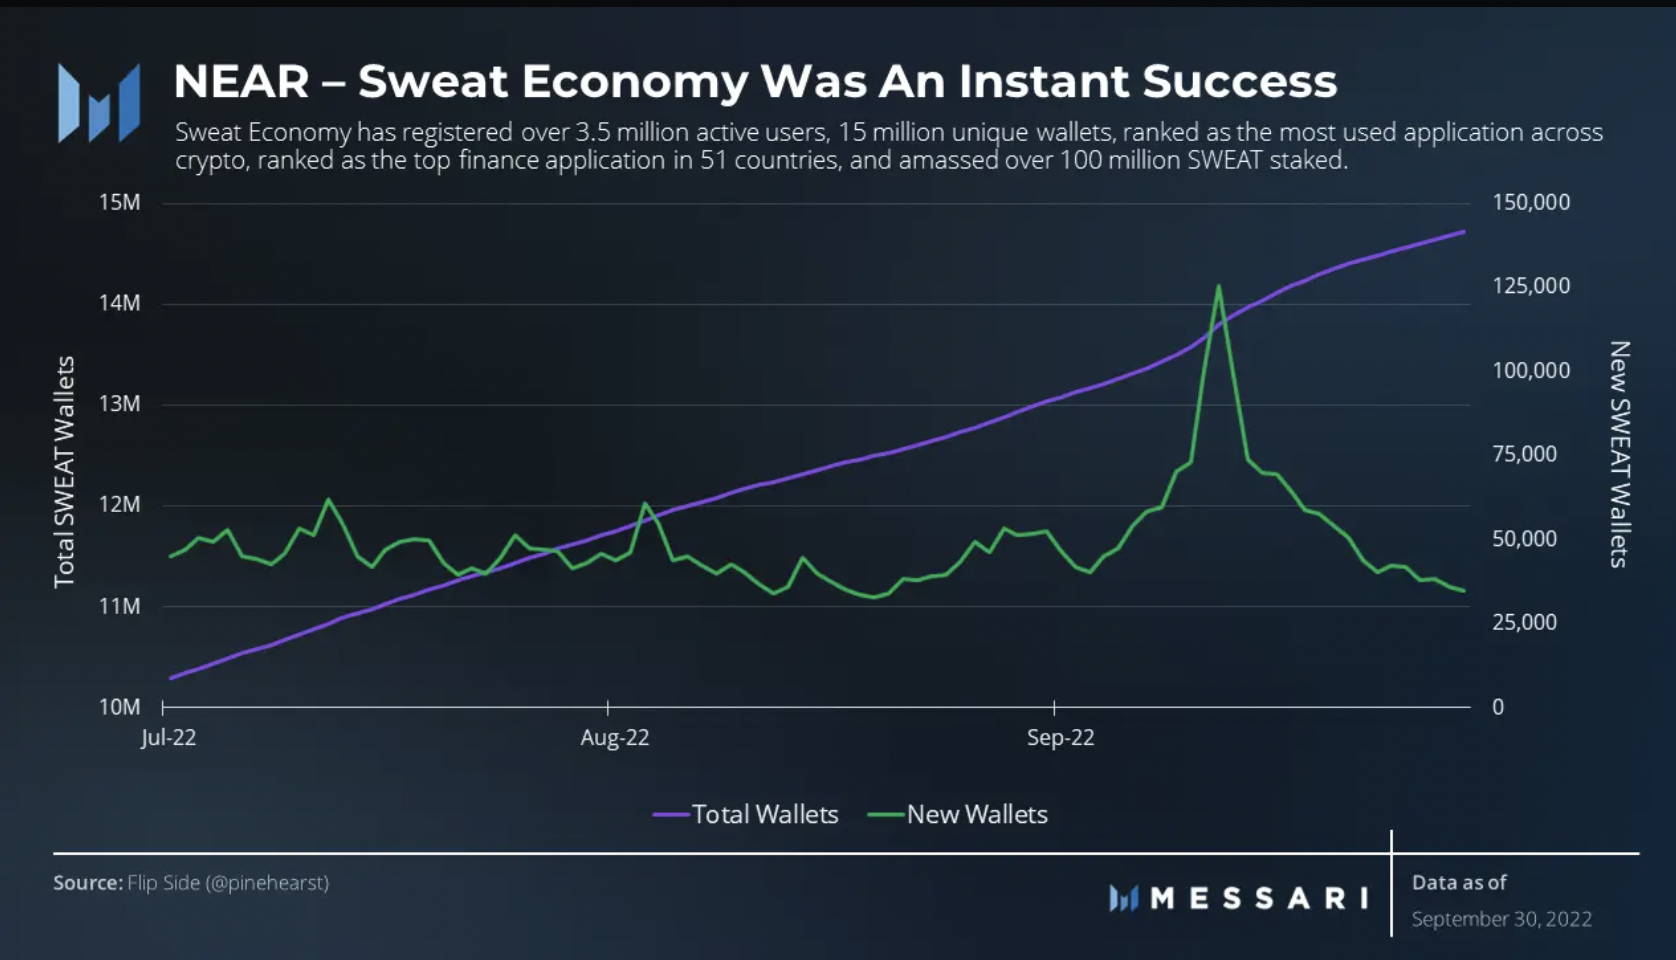 NEAR – Sweat Economy Was An Instant Success
Sweat Economy has registered over 3.5 million active users, 15 million unique wallets, ranked as the most used application across
crypto, ranked as the top finance application in 51 countries, and amassed over 100 million SWEAT staked.
Total SWEAT Wallets
15M
14M
13M
12M
11M
10M
150,000
125,000
100,000
75,000
50,000
25,000
0
New SWEAT Wallets
Jul-22
Aug-22
Sep-22
Total Wallets
New Wallets
Source: Flip Side (@pinehearst)
MESSARI
Data as of
September 30, 2022